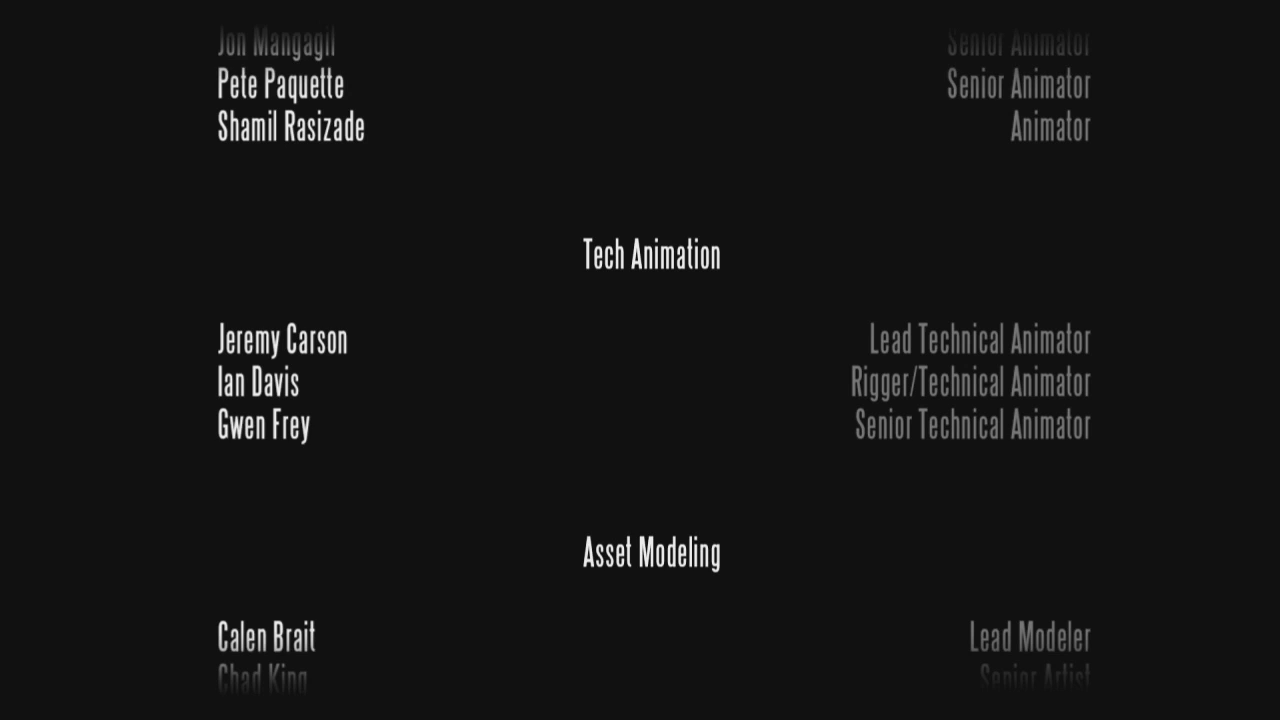 Jon Mangagil Senior Animator
Pete Paquette Senior Animator
Shamil Rasizade Animator
Tech Animation
Jeremy Carson Lead Technical Animator
Ian Davis Rigger/Technical Animator
Gwen Frey Senior Technical Animator
Asset Modeling
Calen Brait Lead Modeler
Chad King Senior Artist